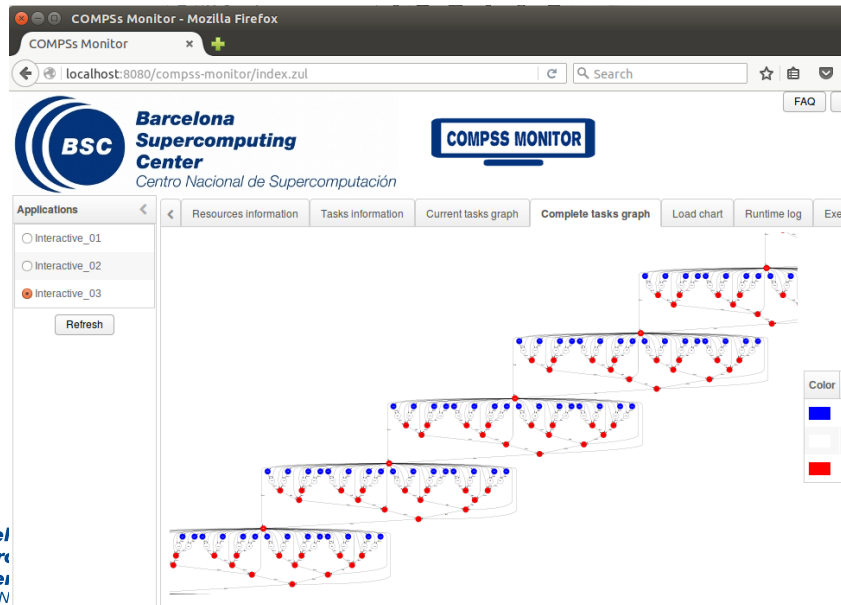 COMPSs Monitor - Mozilla Firefox
COMPSs Monitor
localhost:8080/compss-monitor/index.zul
Search
FAQ
BSC
Barcelona
Supercomputing
Center
Centro Nacional de Supercomputación
COMPSS MONITOR
Applications
Resources information
Tasks information
Current tasks graph
Complete tasks graph
Load chart
Runtime log
Exe
Interactive_01
Interactive_02
Interactive_03
Refresh
Color